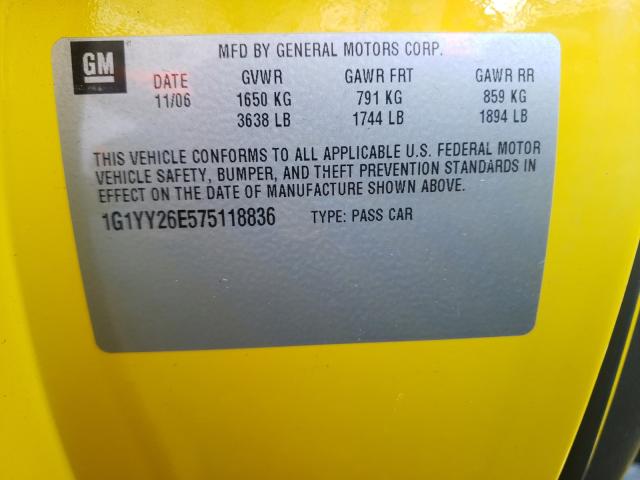 GM
MFD BY GENERAL MOTORS CORP.
DATE GVWR GAWR FRT GAWR RR
11/06 1650 KG 791 KG 859 KG
3638 LB 1744 LB 1894 LB
THIS VEHICLE CONFORMS TO ALL APPLICABLE U.S. FEDERAL MOTOR
VEHICLE SAFETY, BUMPER, AND THEFT PREVENTION STANDARDS IN
EFFECT ON THE DATE OF MANUFACTURE SHOWN ABOVE.
1G1YY26E575118836 TYPE: PASS CAR